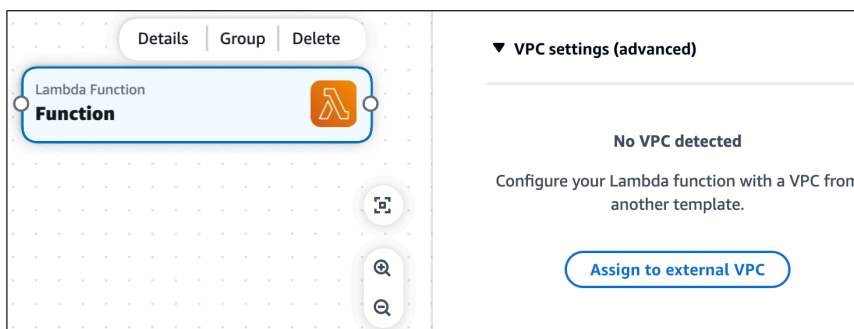 Details Group Delete
Lambda Function
Function
▼ VPC settings (advanced)
No VPC detected
Configure your Lambda function with a VPC from
another template.
Assign to external VPC